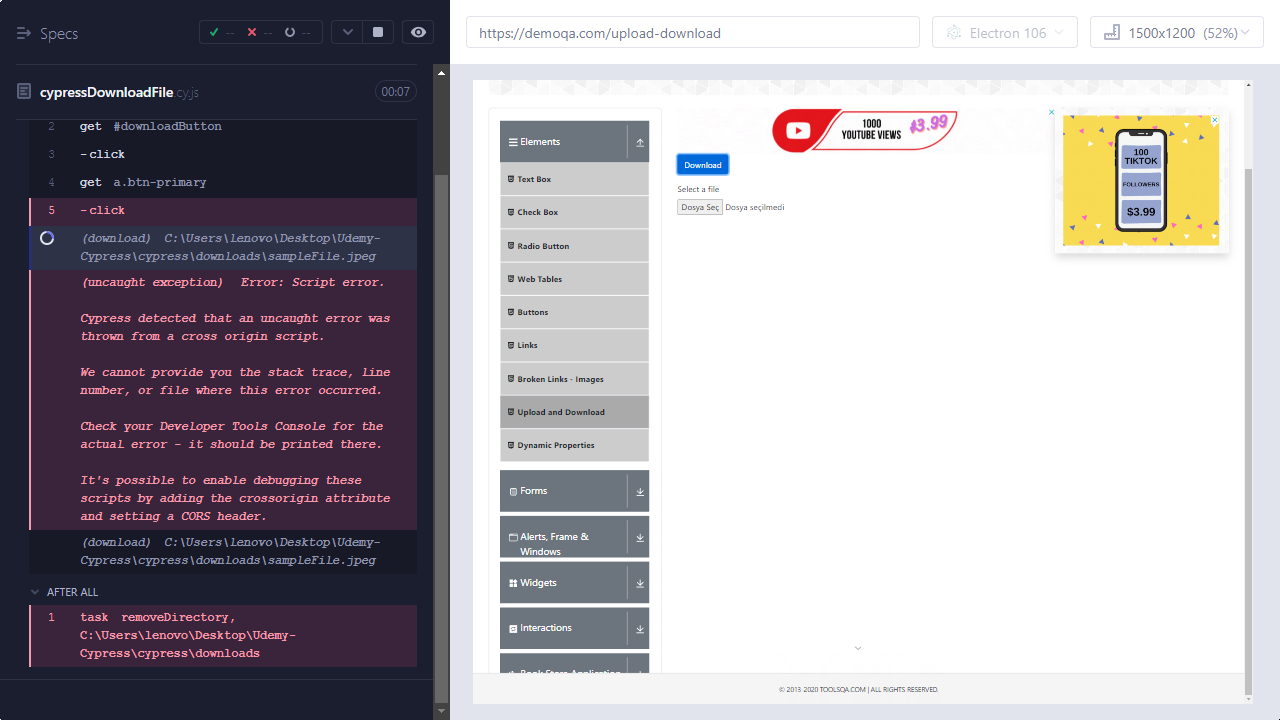 Specs
--
--
--
cypressDownloadFile.cy.js
00:07
2 get #downloadButton
3 -click
4 get a.btn-primary
5 -click
(download) C:\Users\lenovo\Desktop\Udemy-
Cypress\cypress\downloads\sampleFile.jpeg
(uncaught exception) Error: Script error.
Cypress detected that an uncaught error was
thrown from a cross origin script.
We cannot provide you the stack trace, line
number, or file where this error occurred.
Check your Developer Tools Console for the
actual error - it should be printed there.
It's possible to enable debugging these
scripts by adding the crossorigin attribute
and setting a CORS header.
(download) C:\Users\lenovo\Desktop\Udemy-
Cypress\cypress\downloads\sampleFile.jpeg
AFTER ALL
1 task removeDirectory,
C:\Users\lenovo\Desktop\Udemy-
Cypress\cypress\downloads
https://demoqa.com/upload-download
Electron 106
1500x1200 (52%)
Elements
Text Box
Check Box
Radio Button
Web Tables
Buttons
Links
Broken Links - Images
Upload and Download
Dynamic Properties
Forms
Alerts, Frame &
Windows
Widgets
Interactions
Book Store Application
1000
YOUTUBE VIEWS
$3.99
Download
Select a file
Dosya Seç Dosya seçilmedi
100
TIKTOK
FOLLOWERS
$3.99
© 2013-2020 TOOLSQA.COM | ALL RIGHTS RESERVED.